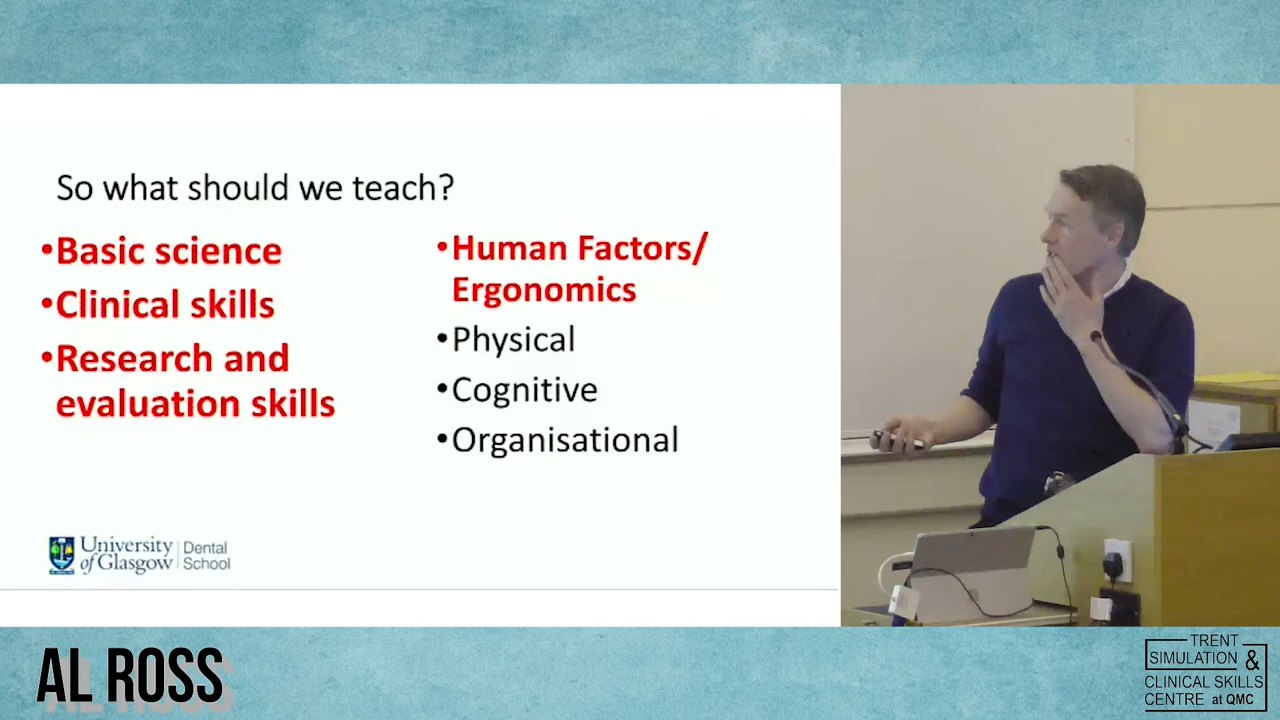 So what should we teach?
•Basic science
•Clinical skills
•Research and
evaluation skills
•Human Factors/
Ergonomics
•Physical
•Cognitive
•Organisational
University
of Glasgow
Dental
School
AL ROSS
TRENT
SIMULATION &
CLINICAL SKILLS
CENTRE at QMC